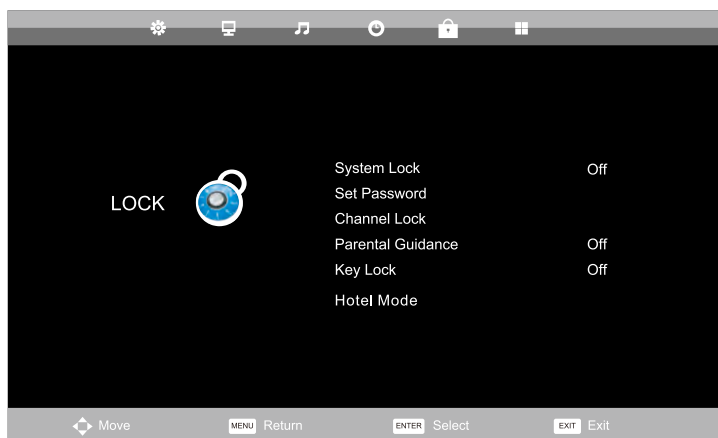 LOCK
System Lock Off
Set Password
Channel Lock
Parental Guidance Off
Key Lock Off
Hotel Mode
Move MENU Return ENTER Select EXIT Exit